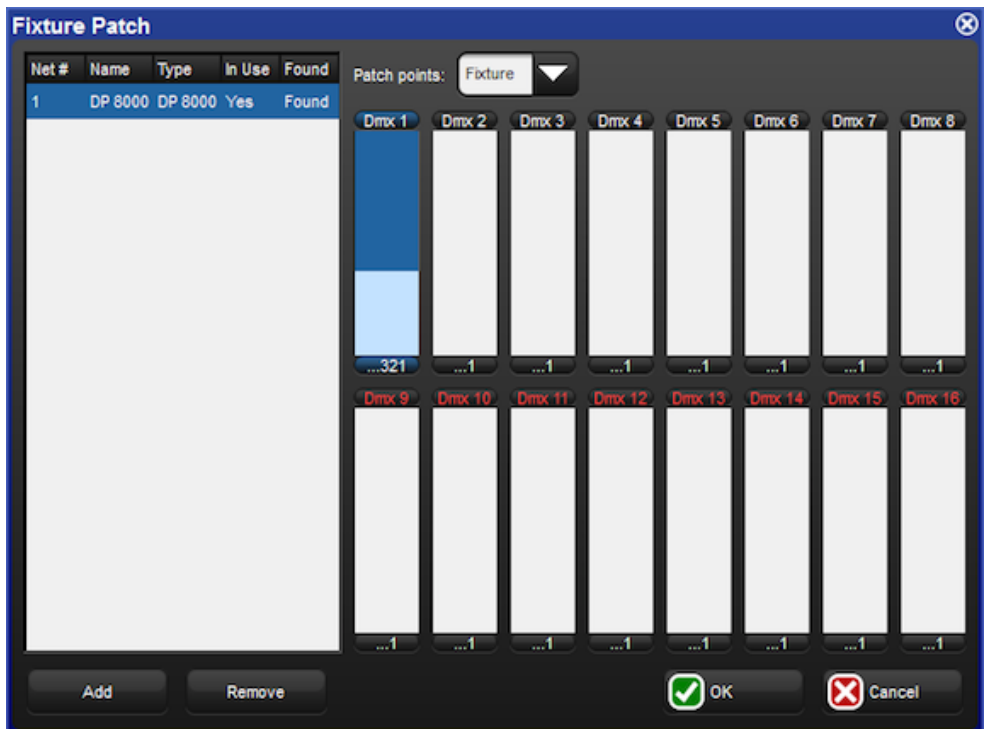 Fixture Patch
Net # Name Type In Use Found
1 DP 8000 DP 8000 Yes Found
Patch points: Fixture
Dmx 1 Dmx 2 Dmx 3 Dmx 4 Dmx 5 Dmx 6 Dmx 7 Dmx 8
...321 ...1 ...1 ...1 ...1 ...1 ...1 ...1
Dmx 9 Dmx 10 Dmx 11 Dmx 12 Dmx 13 Dmx 14 Dmx 15 Dmx 16
...1 ...1 ...1 ...1 ...1 ...1 ...1 ...1
Add Remove OK Cancel